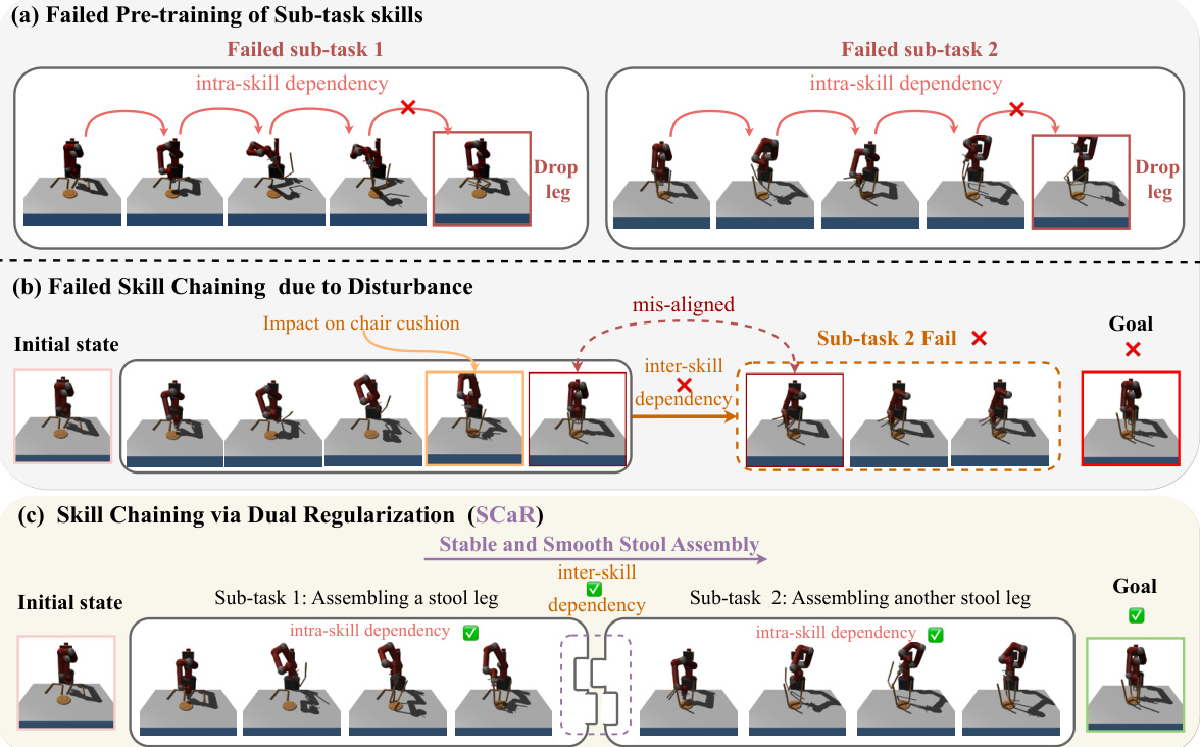 (a) Failed Pre-training of Sub-task skills
Failed sub-task 1
intra-skill dependency
Drop
leg
Failed sub-task 2
intra-skill dependency
Drop
leg
(b) Failed Skill Chaining due to Disturbance
Initial state
Impact on chair cushion
mis-aligned
inter-skill
dependency
Sub-task 2 Fail
Goal
(c) Skill Chaining via Dual Regularization (SCaR)
Stable and Smooth Stool Assembly
Initial state
Sub-task 1: Assembling a stool leg
intra-skill dependency
inter-skill
dependency
Sub-task 2: Assembling another stool leg
intra-skill dependency
Goal